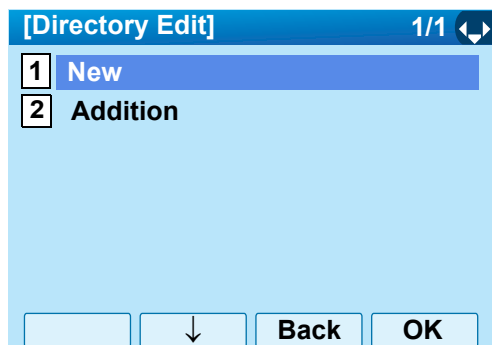 [Directory Edit] 1/1
1 New
2 Addition
↓ Back OK